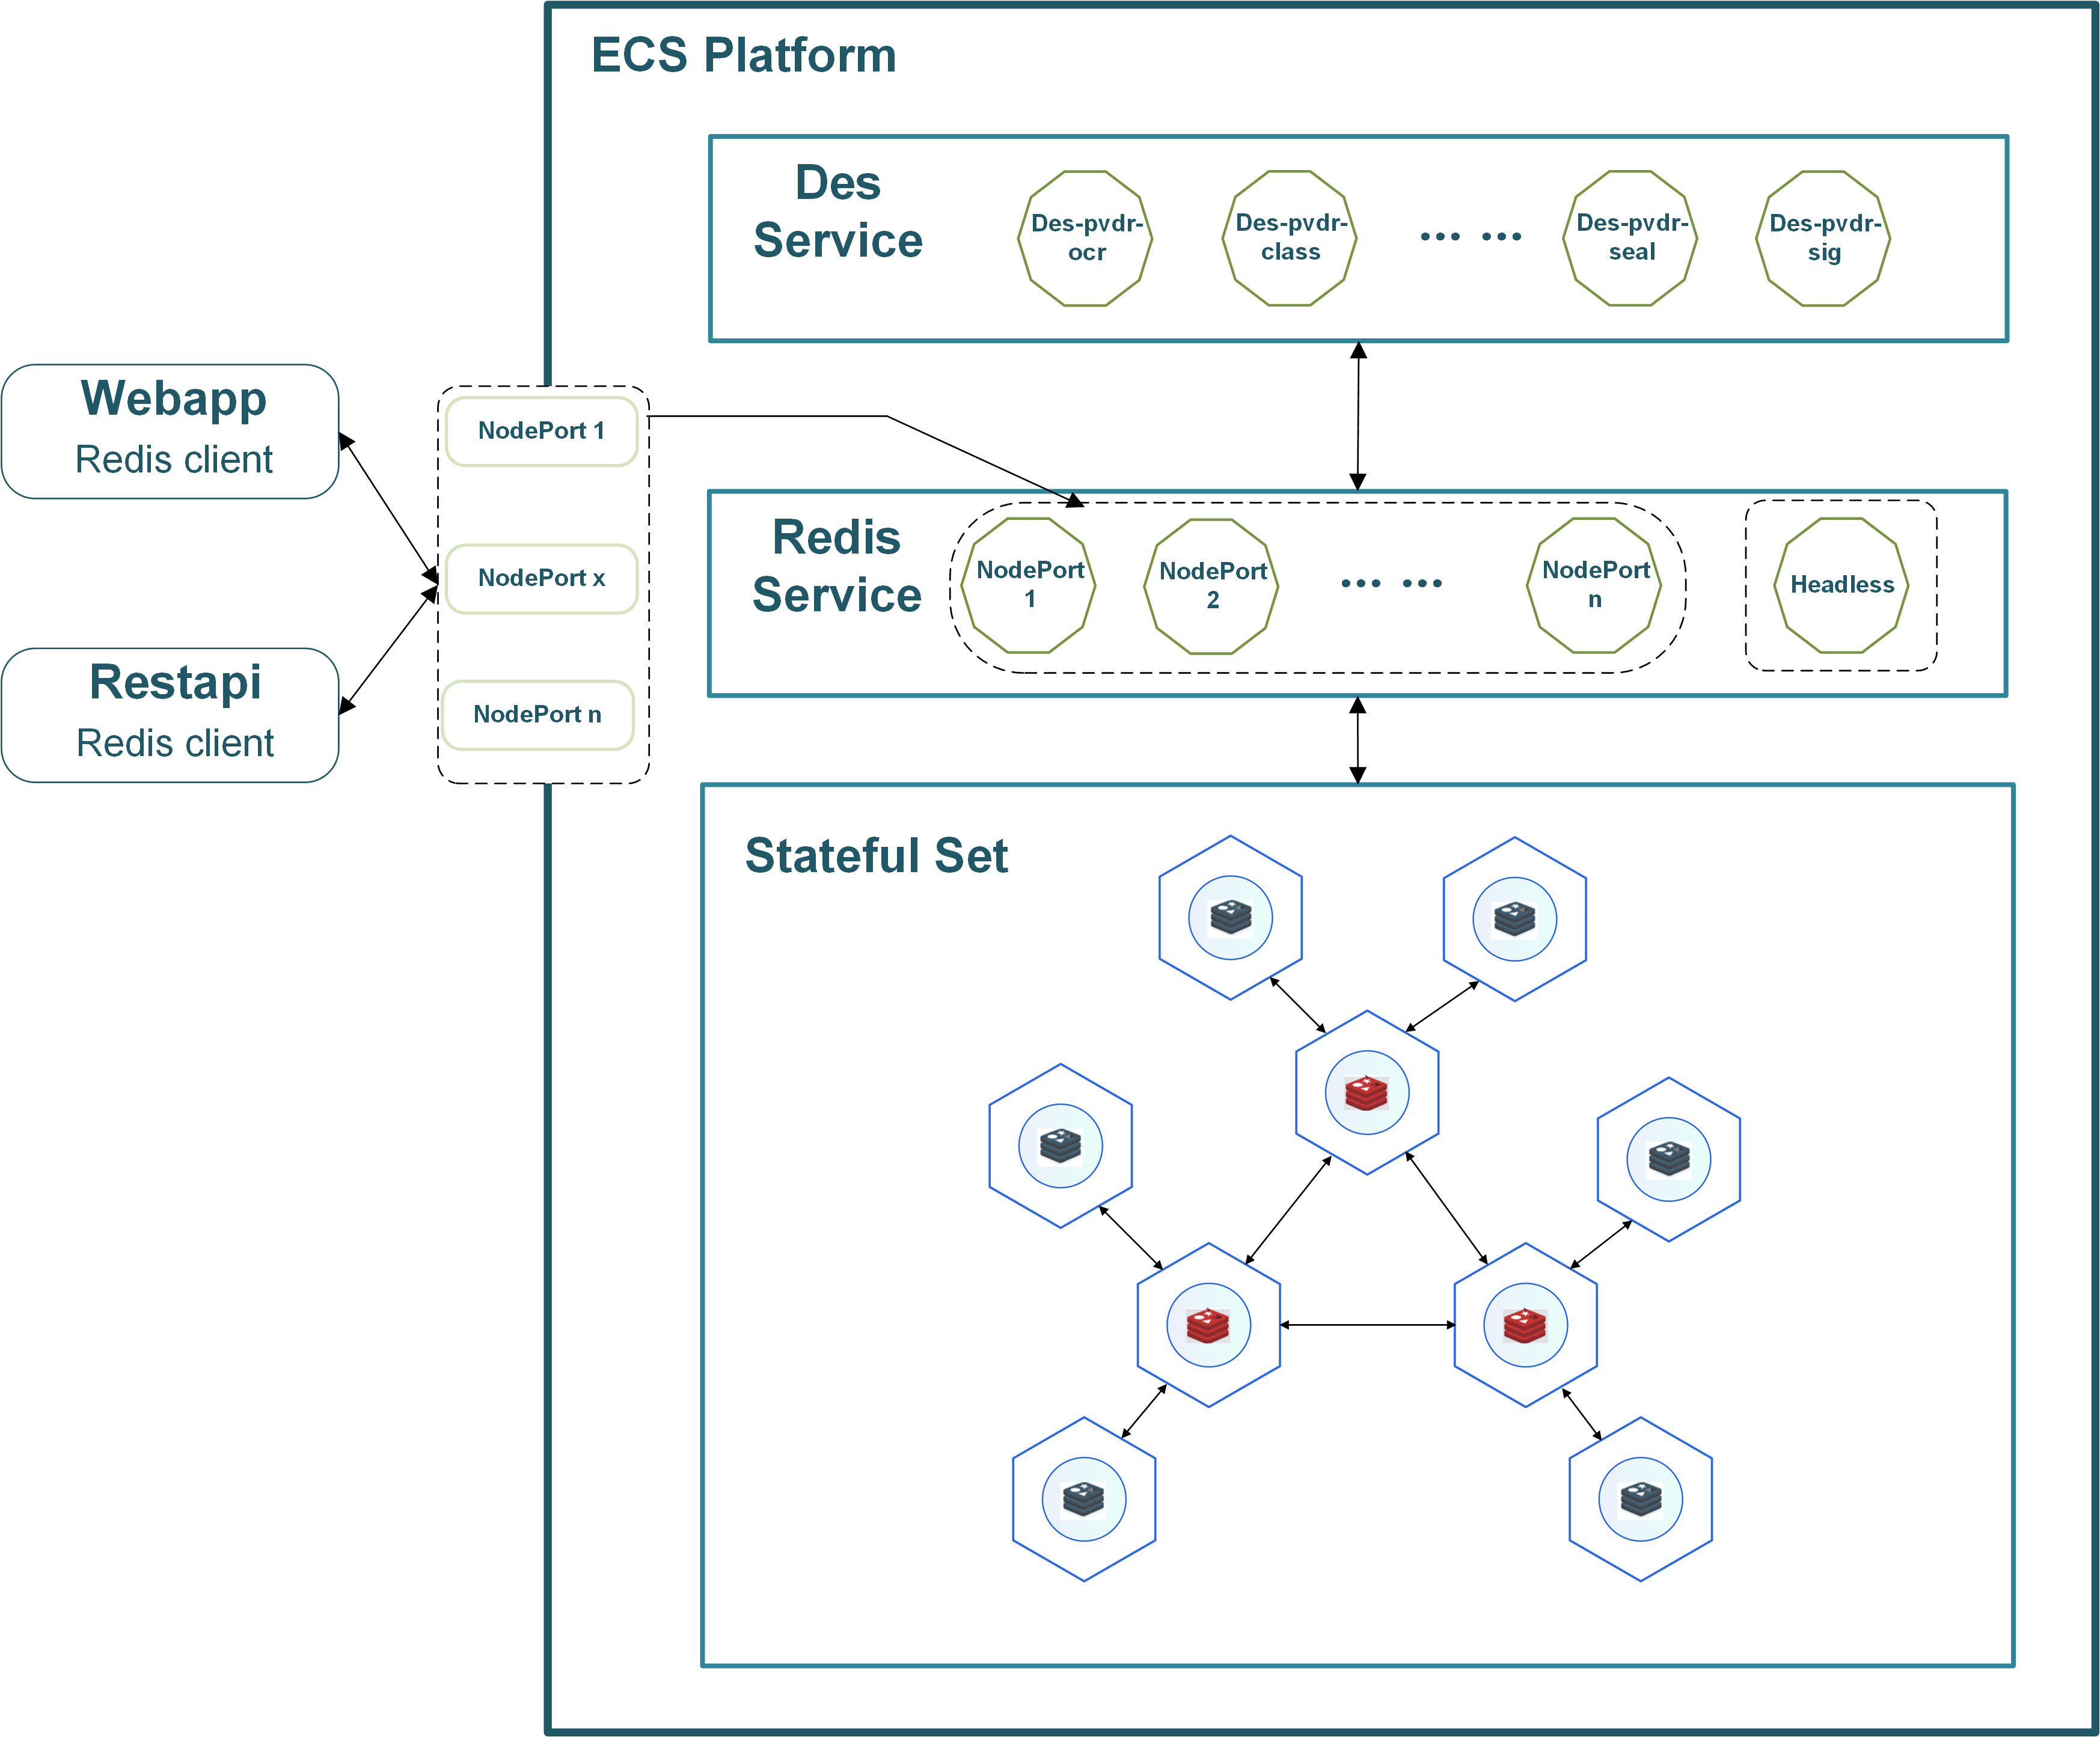 ECS Platform
Des
Service
Des-pvdr-
ocr
Des-pvdr-
class
... ...
Des-pvdr-
seal
Des-pvdr-
sig
Webapp
Redis client
Restapi
Redis client
NodePort 1
NodePort x
NodePort n
Redis
Service
NodePort
1
NodePort
2
... ...
NodePort
n
Headless
Stateful Set